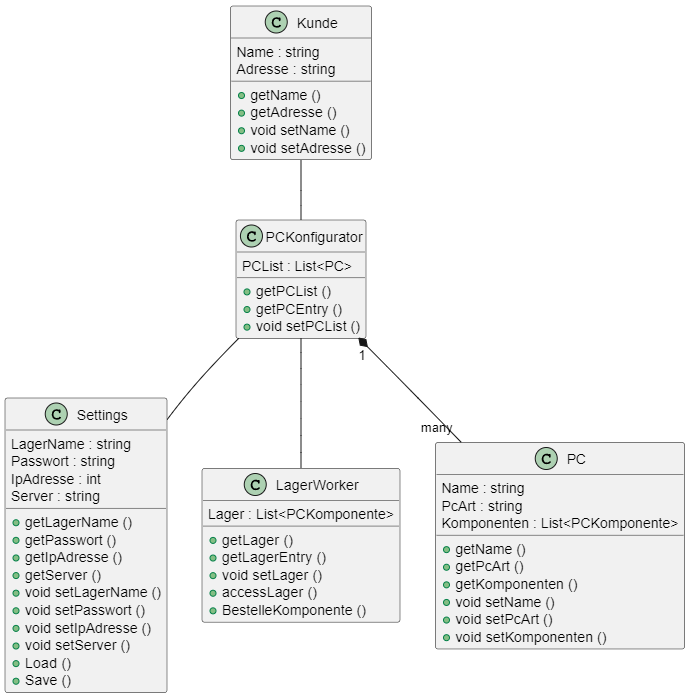 C Kunde
Name : string
Adresse : string
getName ()
getAdresse ()
void setName ()
void setAdresse ()
C PCKonfigurator
PCList : List<PC>
getPCList ()
getPCEntry ()
void setPCList ()
1
many
C Settings
LagerName : string
Passwort : string
IpAdresse : int
Server : string
getLagerName ()
getPasswort ()
getIpAdresse ()
getServer ()
void setLagerName ()
void setPasswort ()
void setIpAdresse ()
void setServer ()
Load ()
Save ()
C LagerWorker
Lager : List<PCKomponente>
getLager ()
getLagerEntry ()
void setLager ()
accessLager ()
BestelleKomponente ()
C PC
Name : string
PcArt : string
Komponenten : List<PCKomponente>
getName ()
getPcArt ()
getKomponenten ()
void setName ()
void setPcArt ()
void setKomponenten ()